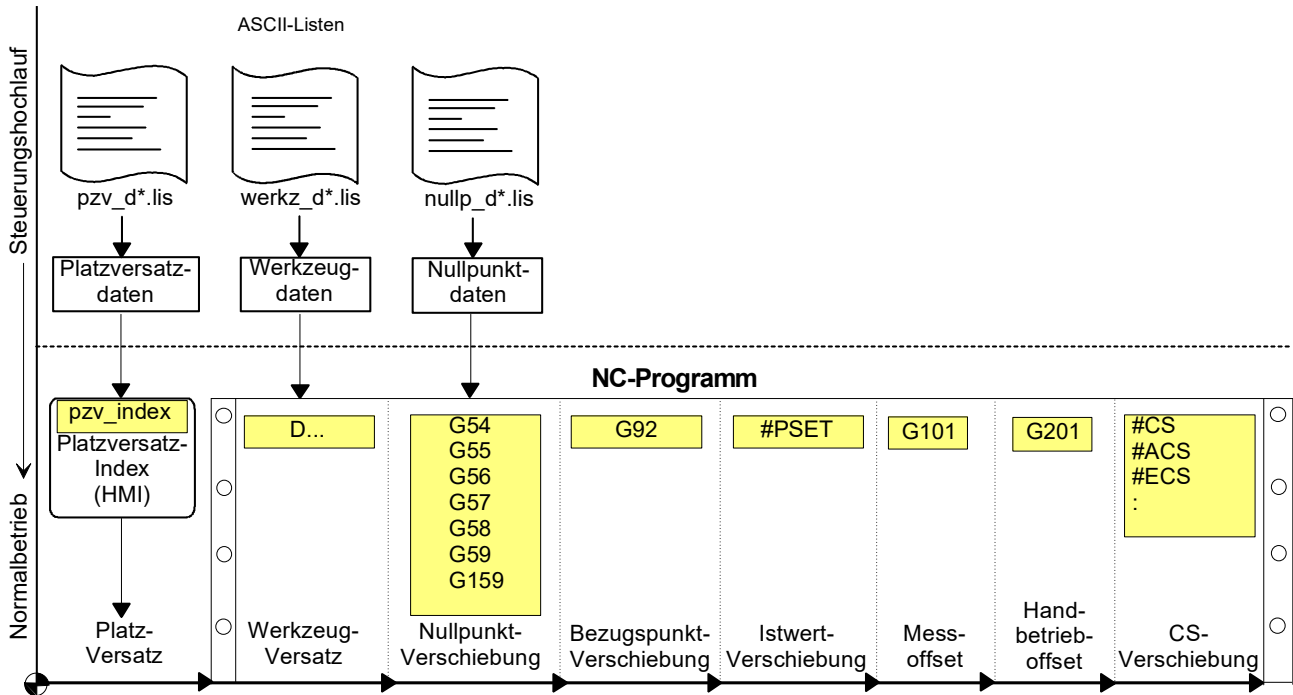 ASCII-Listen
Steuerungshochlauf
pzv_d*.lis
werkz_d*.lis
nullp_d*.lis
Platzversatz-
daten
Werkzeug-
daten
Nullpunkt-
daten
NC-Programm
Normalbetrieb
pzv_index
Platzversatz-
Index
(HMI)
D...
G54
G55
G56
G57
G58
G59
G159
G92
#PSET
G101
G201
#CS
#ACS
#ECS
:
Platz-
Versatz
Werkzeug-
Versatz
Nullpunkt-
Verschiebung
Bezugspunkt-
Verschiebung
Istwert-
Verschiebung
Mess-
offset
Hand-
betrieb-
offset
CS-
Verschiebung